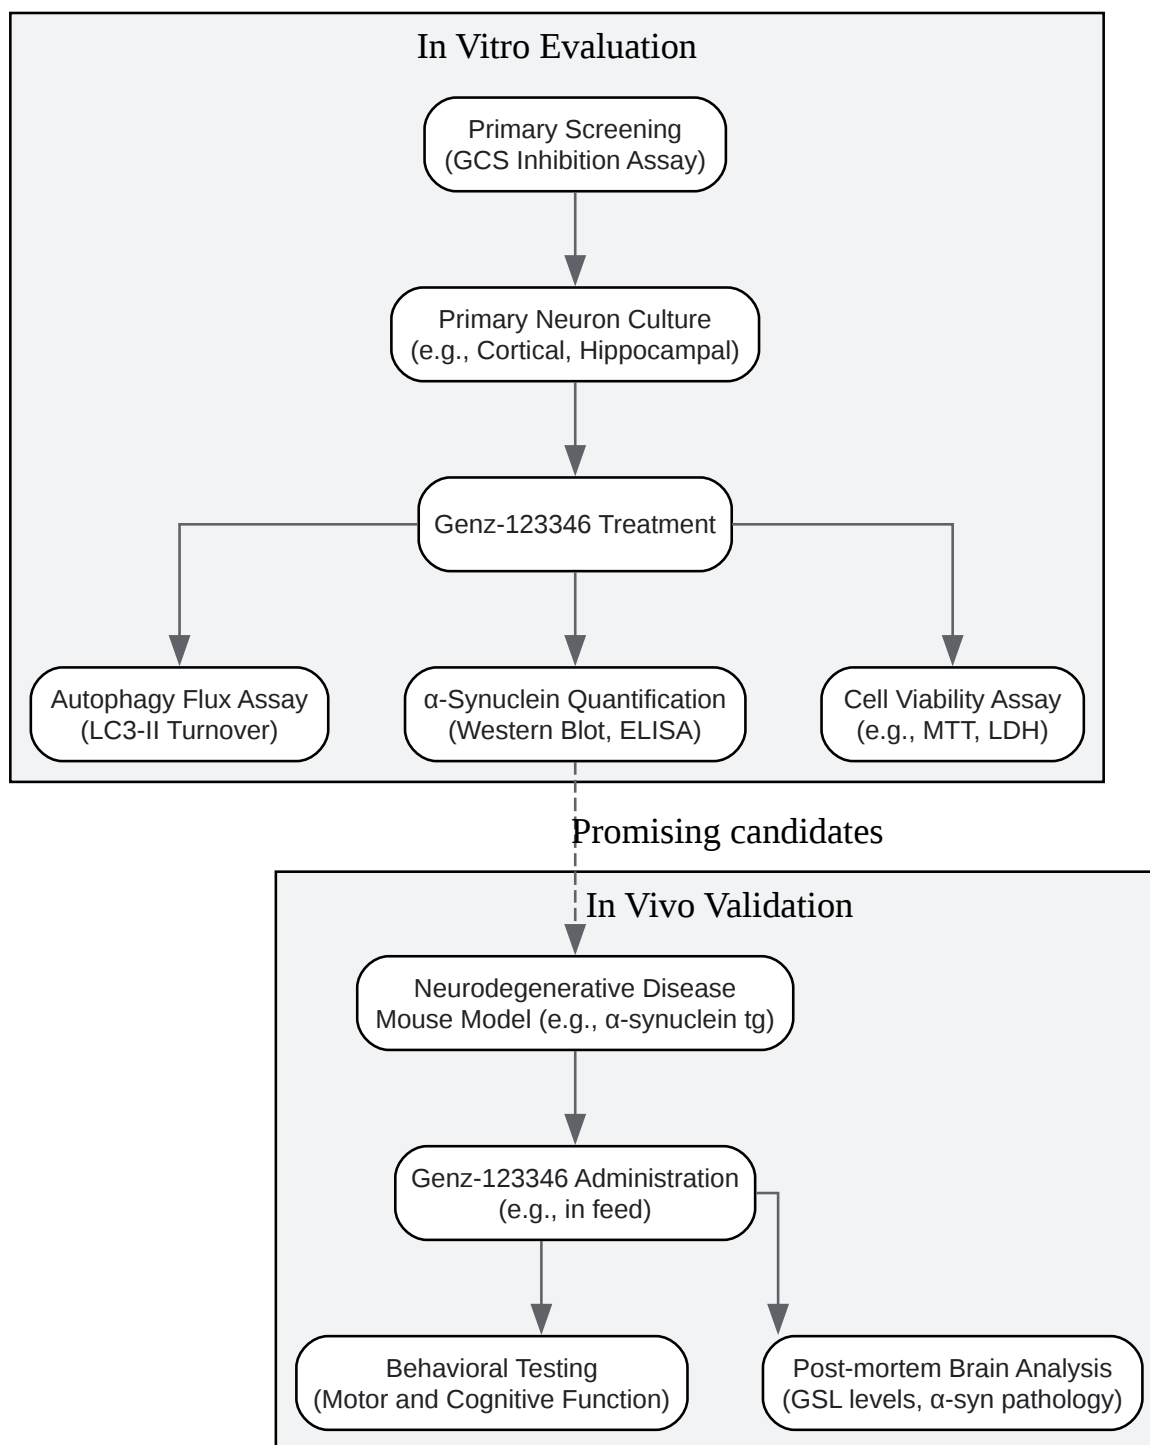 In Vitro Evaluation
Primary Screening
(GCS Inhibition Assay)
Primary Neuron Culture
(e.g., Cortical, Hippocampal)
Genz-123346 Treatment
Autophagy Flux Assay
(LC3-II Turnover)
α-Synuclein Quantification
(Western Blot, ELISA)
Cell Viability Assay
(e.g., MTT, LDH)
Promising candidates
In Vivo Validation
Neurodegenerative Disease
Mouse Model (e.g., α-synuclein tg)
Genz-123346 Administration
(e.g., in feed)
Behavioral Testing
(Motor and Cognitive Function)
Post-mortem Brain Analysis
(GSL levels, α-syn pathology)